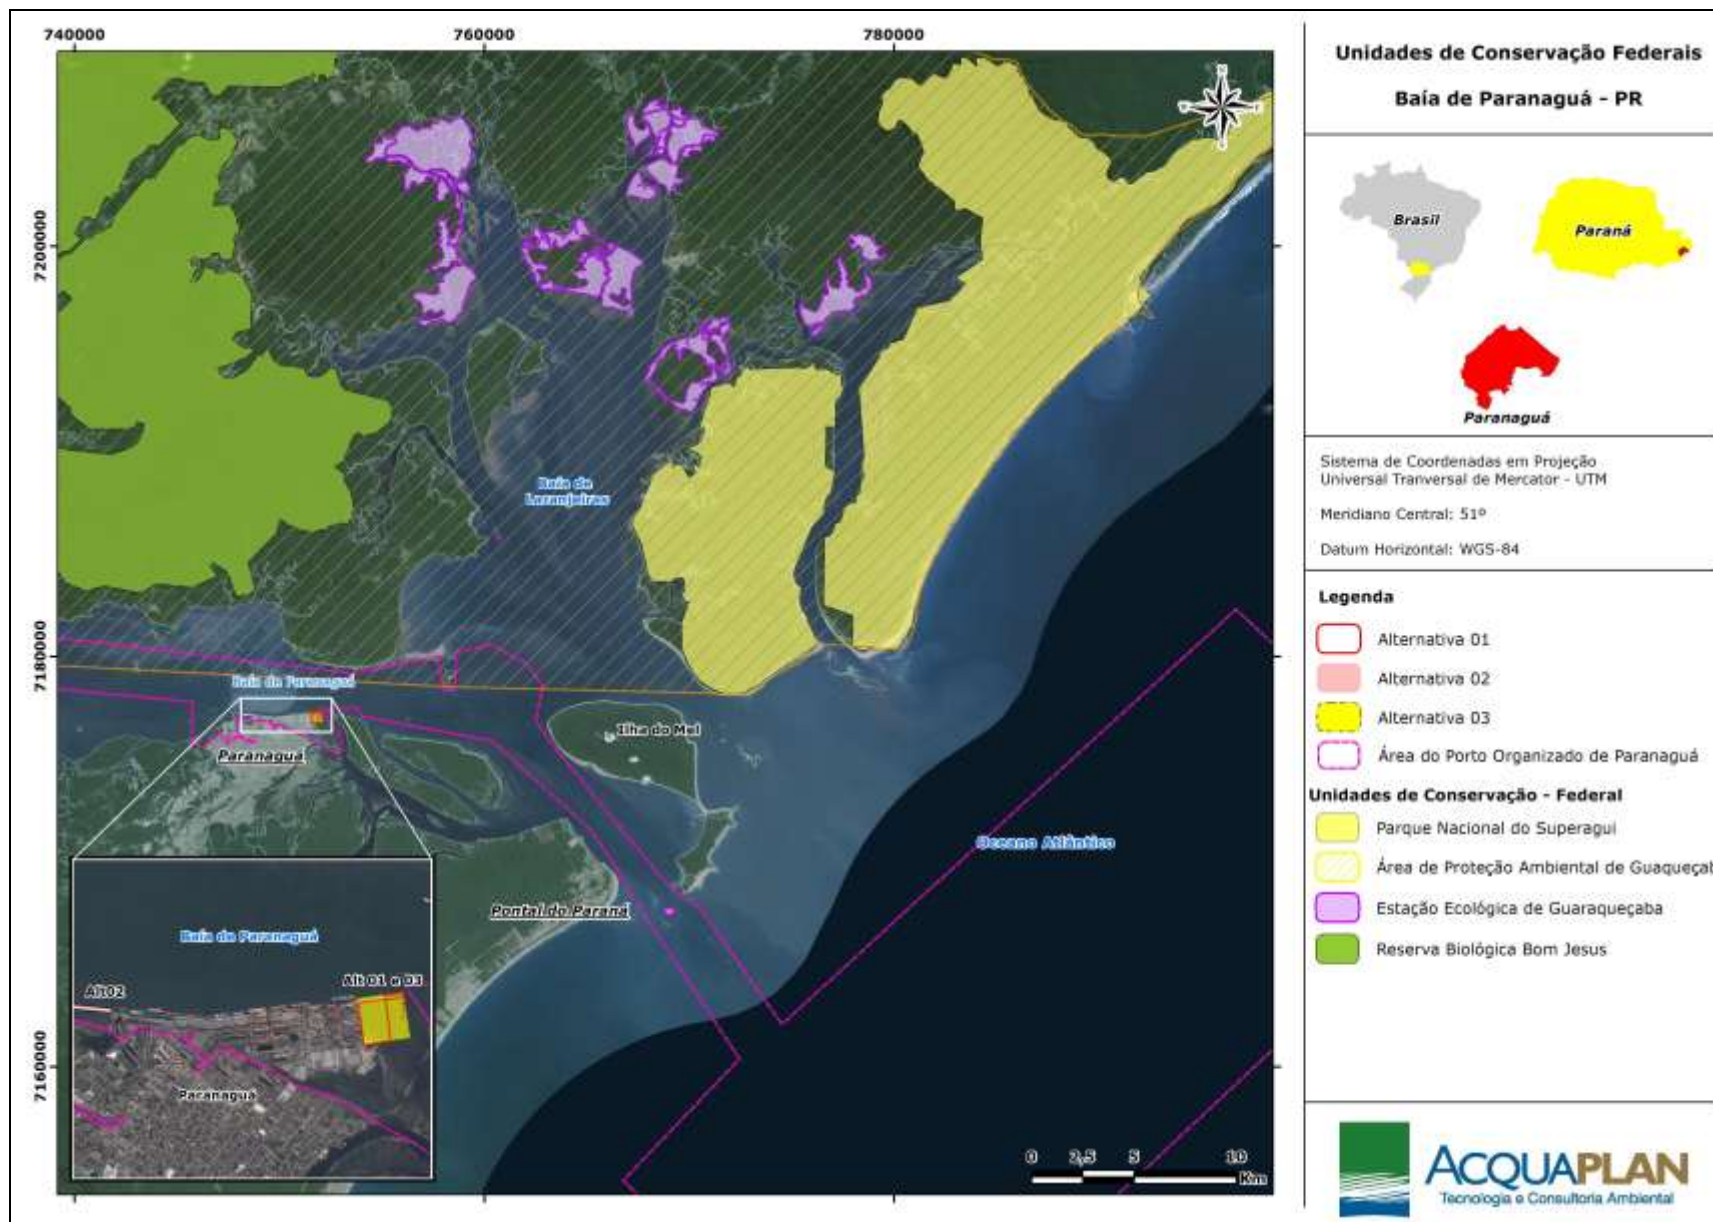 740000
760000
780000
7200000
7180000
7160000
Baía de
Laranjeiras
Baía de Paranaguá
Paranaguá
Ilha do Mel
Oceano Atlântico
Pontal do Paraná
Baía de Paranaguá
Alt02
Alt 01 e 03
Paranaguá
0 2,5 5 10
Km
Unidades de Conservação Federais
Baía de Paranaguá - PR
Brasil
Paraná
Paranaguá
Sistema de Coordenadas em Projeção
Universal Tranversal de Mercator - UTM
Meridiano Central: 51º
Datum Horizontal: WGS-84
Legenda
Alternativa 01
Alternativa 02
Alternativa 03
Área do Porto Organizado de Paranaguá
Unidades de Conservação - Federal
Parque Nacional do Superagui
Área de Proteção Ambiental de Guaqueçab
Estação Ecológica de Guaraqueçaba
Reserva Biológica Bom Jesus
ACQUAPLAN
Tecnologia e Consultoria Ambiental